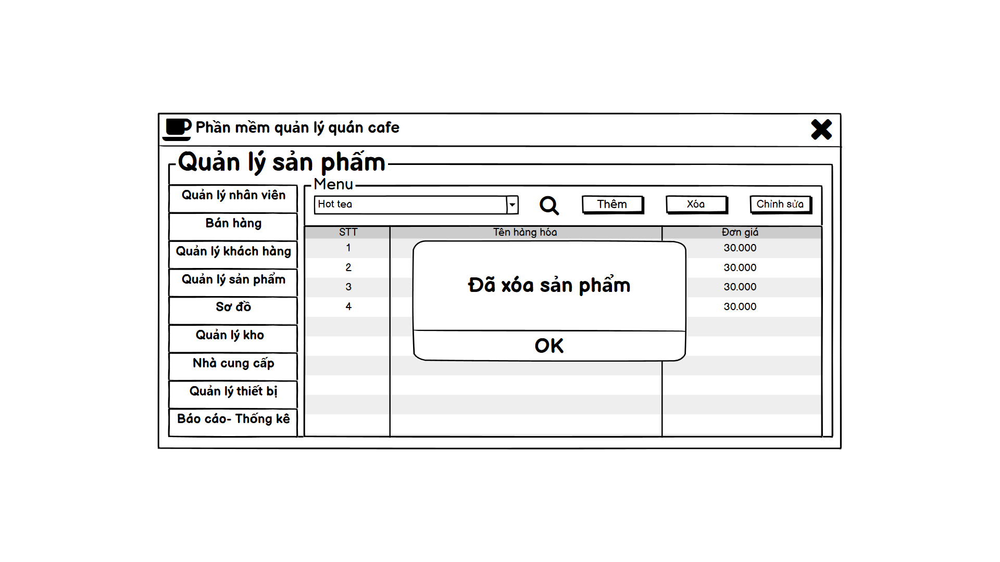 Phần mềm quản lý quán cafe
Quản lý sản phẩm
Menu
Hot tea
Thêm
Xóa
Chỉnh sửa
Quản lý nhân viên
Bán hàng
Quản lý khách hàng
Quản lý sản phẩm
Sơ đồ
Quản lý kho
Nhà cung cấp
Quản lý thiết bị
Báo cáo- Thống kê
STT Tên hàng hóa Đơn giá
1 30.000
2 30.000
3 30.000
4 30.000
Đã xóa sản phẩm
OK